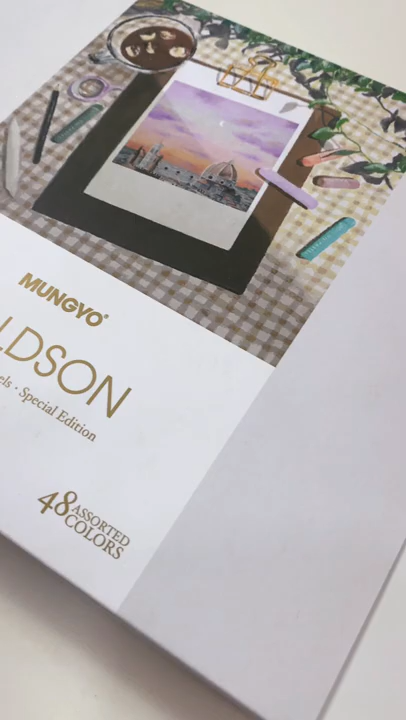 MUNGYO
LDSON
els · Special Edition
48 ASSORTED
COLORS